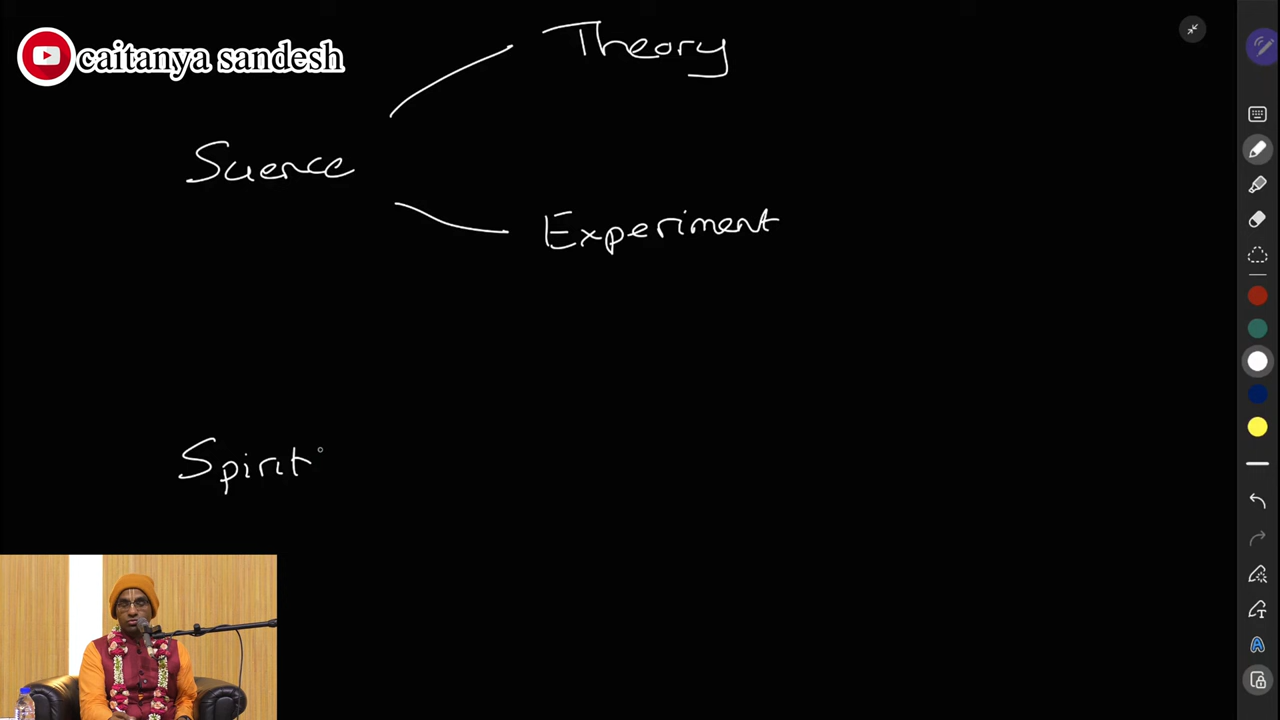 caitanya sandesh
Theory
Science
Experiment
Spirit